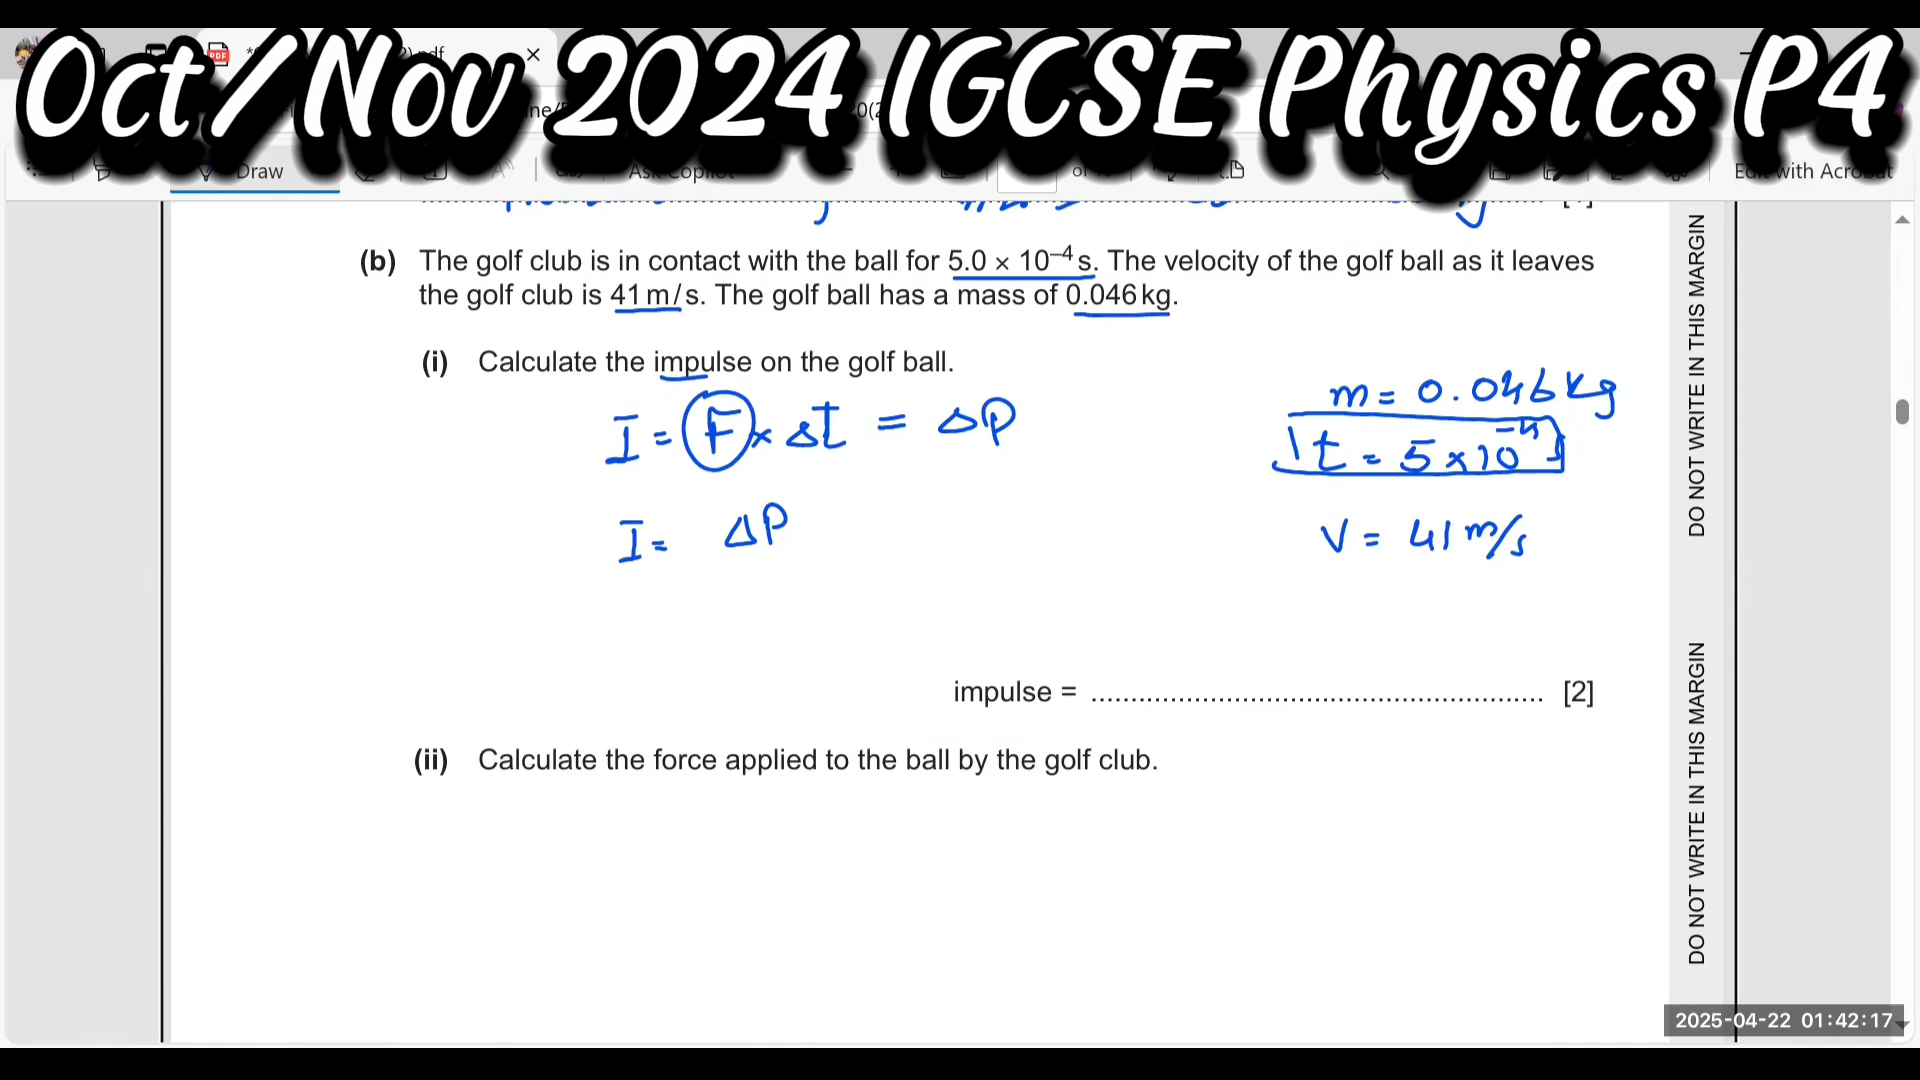 Oct/Nov 2024 IGCSE Physics P4
Draw
Ask Copilot
Edit with Acrobat
(b) The golf club is in contact with the ball for 5.0 × 10⁻⁴ s. The velocity of the golf ball as it leaves
the golf club is 41 m/s. The golf ball has a mass of 0.046 kg.
(i) Calculate the impulse on the golf ball.
I = F × Δt = ΔP
I = ΔP
m = 0.046 kg
t = 5 × 10⁻⁴ s
V = 41 m/s
impulse = ........................................................ [2]
(ii) Calculate the force applied to the ball by the golf club.
DO NOT WRITE IN THIS MARGIN
DO NOT WRITE IN THIS MARGIN
2025-04-22 01:42:17